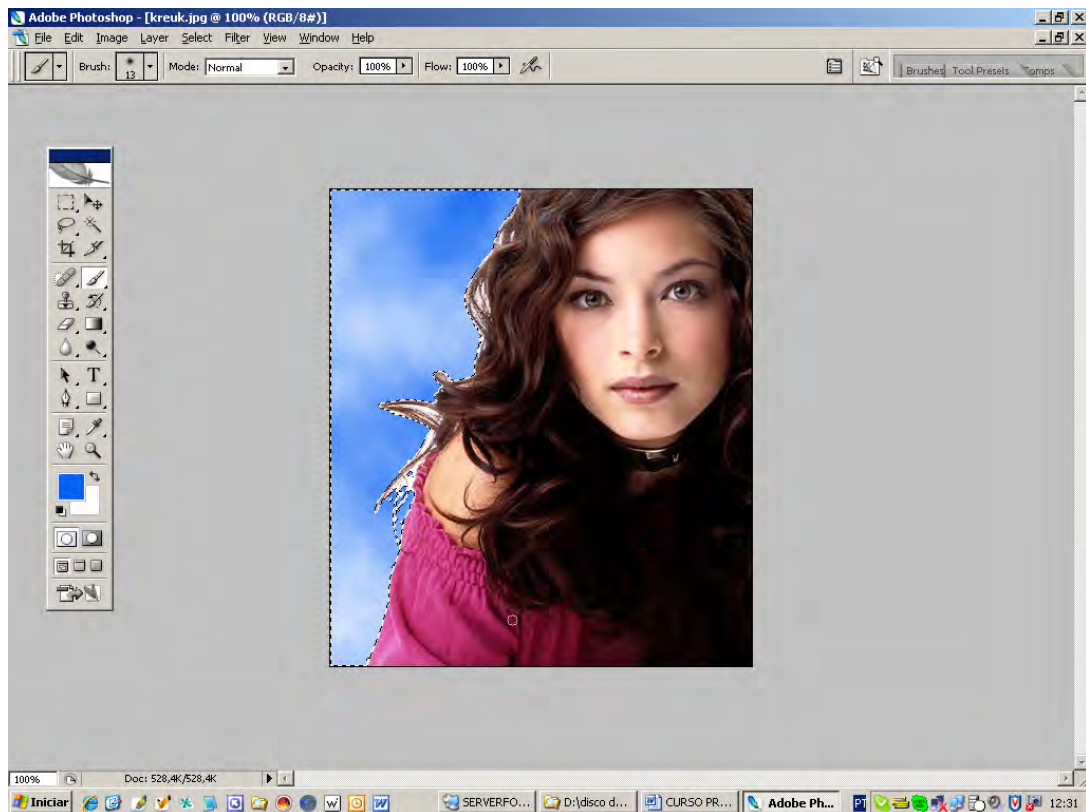 Adobe Photoshop - [kreuk.jpg @ 100% (RGB/8#)]
File Edit Image Layer Select Filter View Window Help
Brush: 13 Mode: Normal Opacity: 100% Flow: 100% Brushes Tool Presets Comps
T
100% Doc: 528,4K/528,4K
Iniciar SERVERFO... D:\disco d... CURSO PR... Adobe Ph... PT 12:31